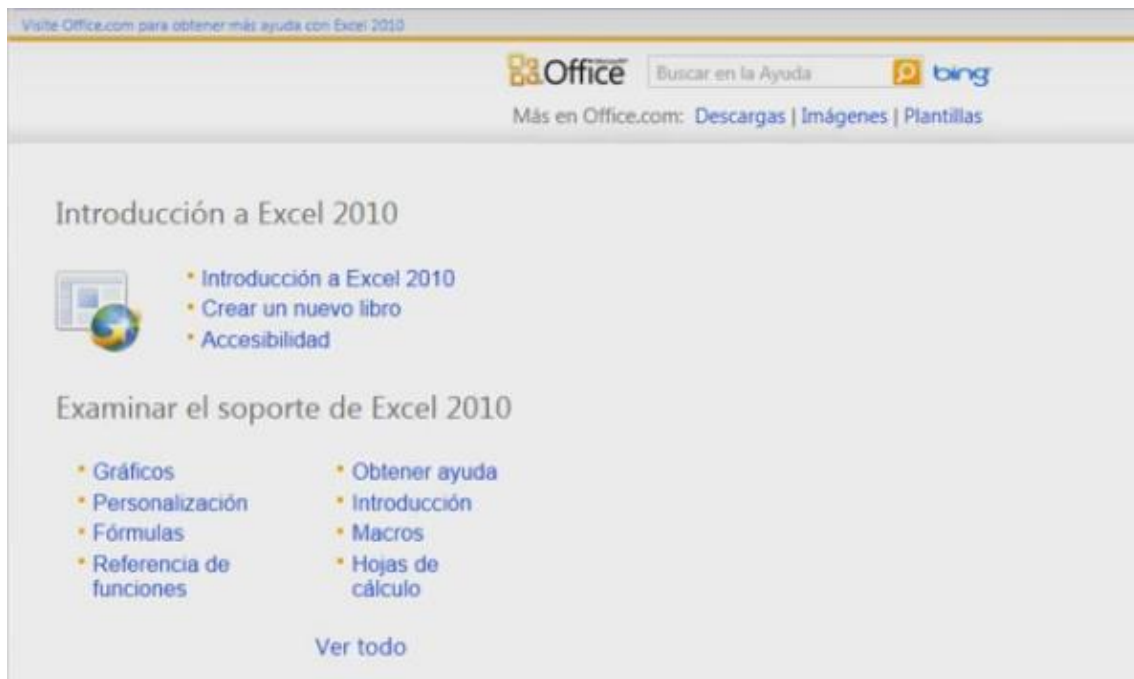 Visite Office.com para obtener más ayuda con Excel 2010
Office
Buscar en la Ayuda
bing
Más en Office.com: Descargas | Imágenes | Plantillas
Introducción a Excel 2010
Introducción a Excel 2010
Crear un nuevo libro
Accesibilidad
Examinar el soporte de Excel 2010
Gráficos
Personalización
Fórmulas
Referencia de
funciones
Obtener ayuda
Introducción
Macros
Hojas de
cálculo
Ver todo